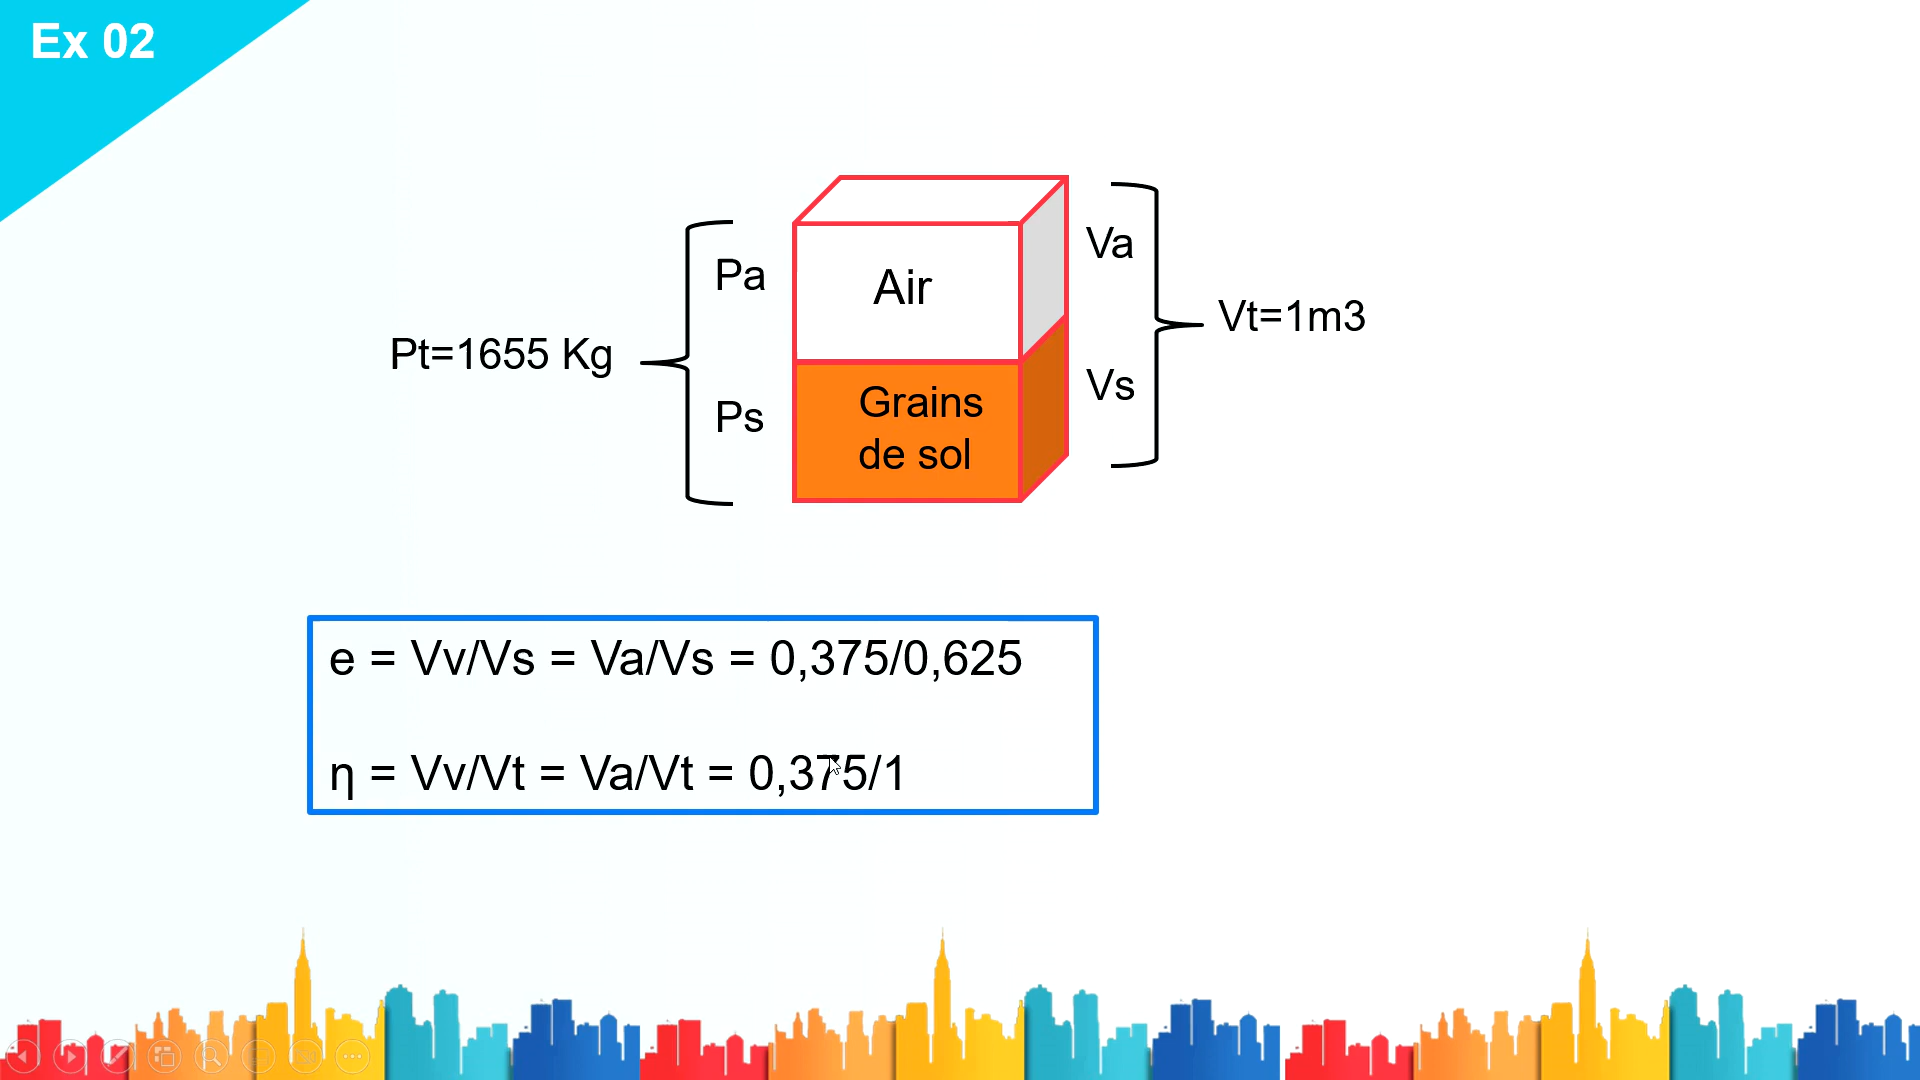 Ex 02
Pa
Air
Va
Pt=1655 Kg
Vt=1m3
Ps
Grains
de sol
Vs
e = Vv/Vs = Va/Vs = 0,375/0,625
η = Vv/Vt = Va/Vt = 0,375/1